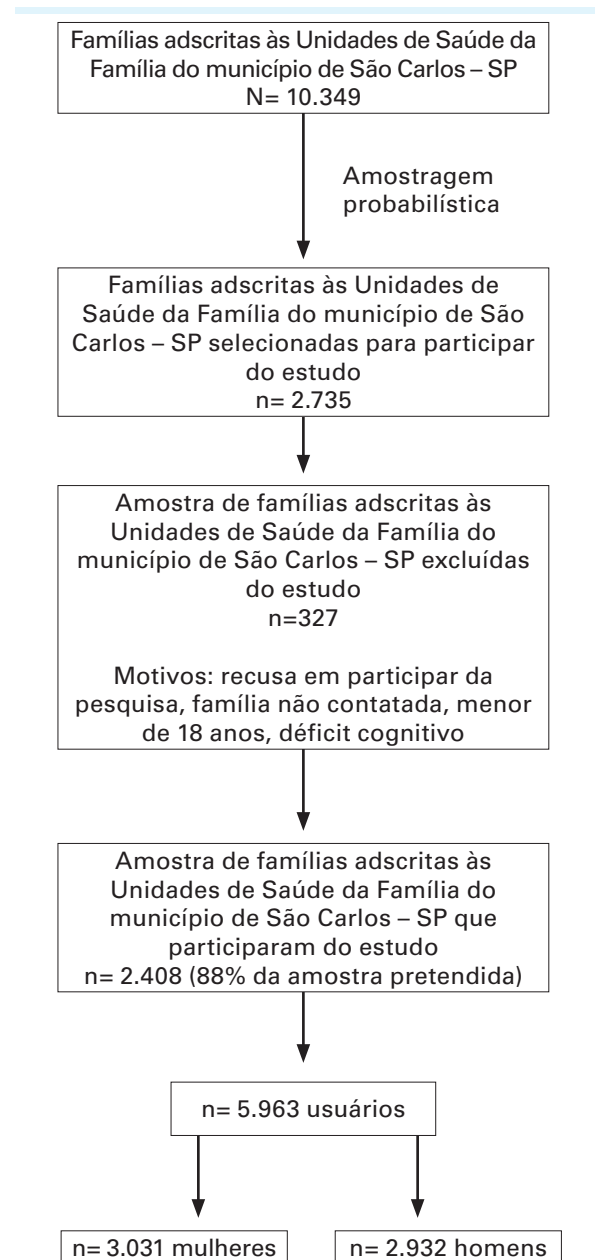 Famílias adscritas às Unidades de Saúde da
Família do município de São Carlos – SP
N= 10.349
Amostragem
probabilística
Famílias adscritas às Unidades de
Saúde da Família do município de São
Carlos – SP selecionadas para participar
do estudo
n= 2.735
Amostra de famílias adscritas às
Unidades de Saúde da Família do
município de São Carlos – SP excluídas
do estudo
n=327
Motivos: recusa em participar da
pesquisa, família não contatada, menor
de 18 anos, déficit cognitivo
Amostra de famílias adscritas às
Unidades de Saúde da Família do
município de São Carlos – SP que
participaram do estudo
n= 2.408 (88% da amostra pretendida)
n= 5.963 usuários
n= 3.031 mulheres
n= 2.932 homens